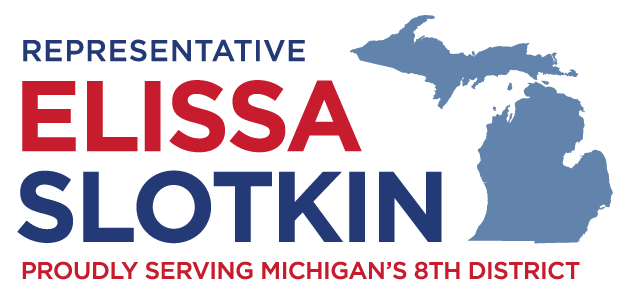 REPRESENTATIVE
ELISSA
SLOTKIN
PROUDLY SERVING MICHIGAN'S 8TH DISTRICT